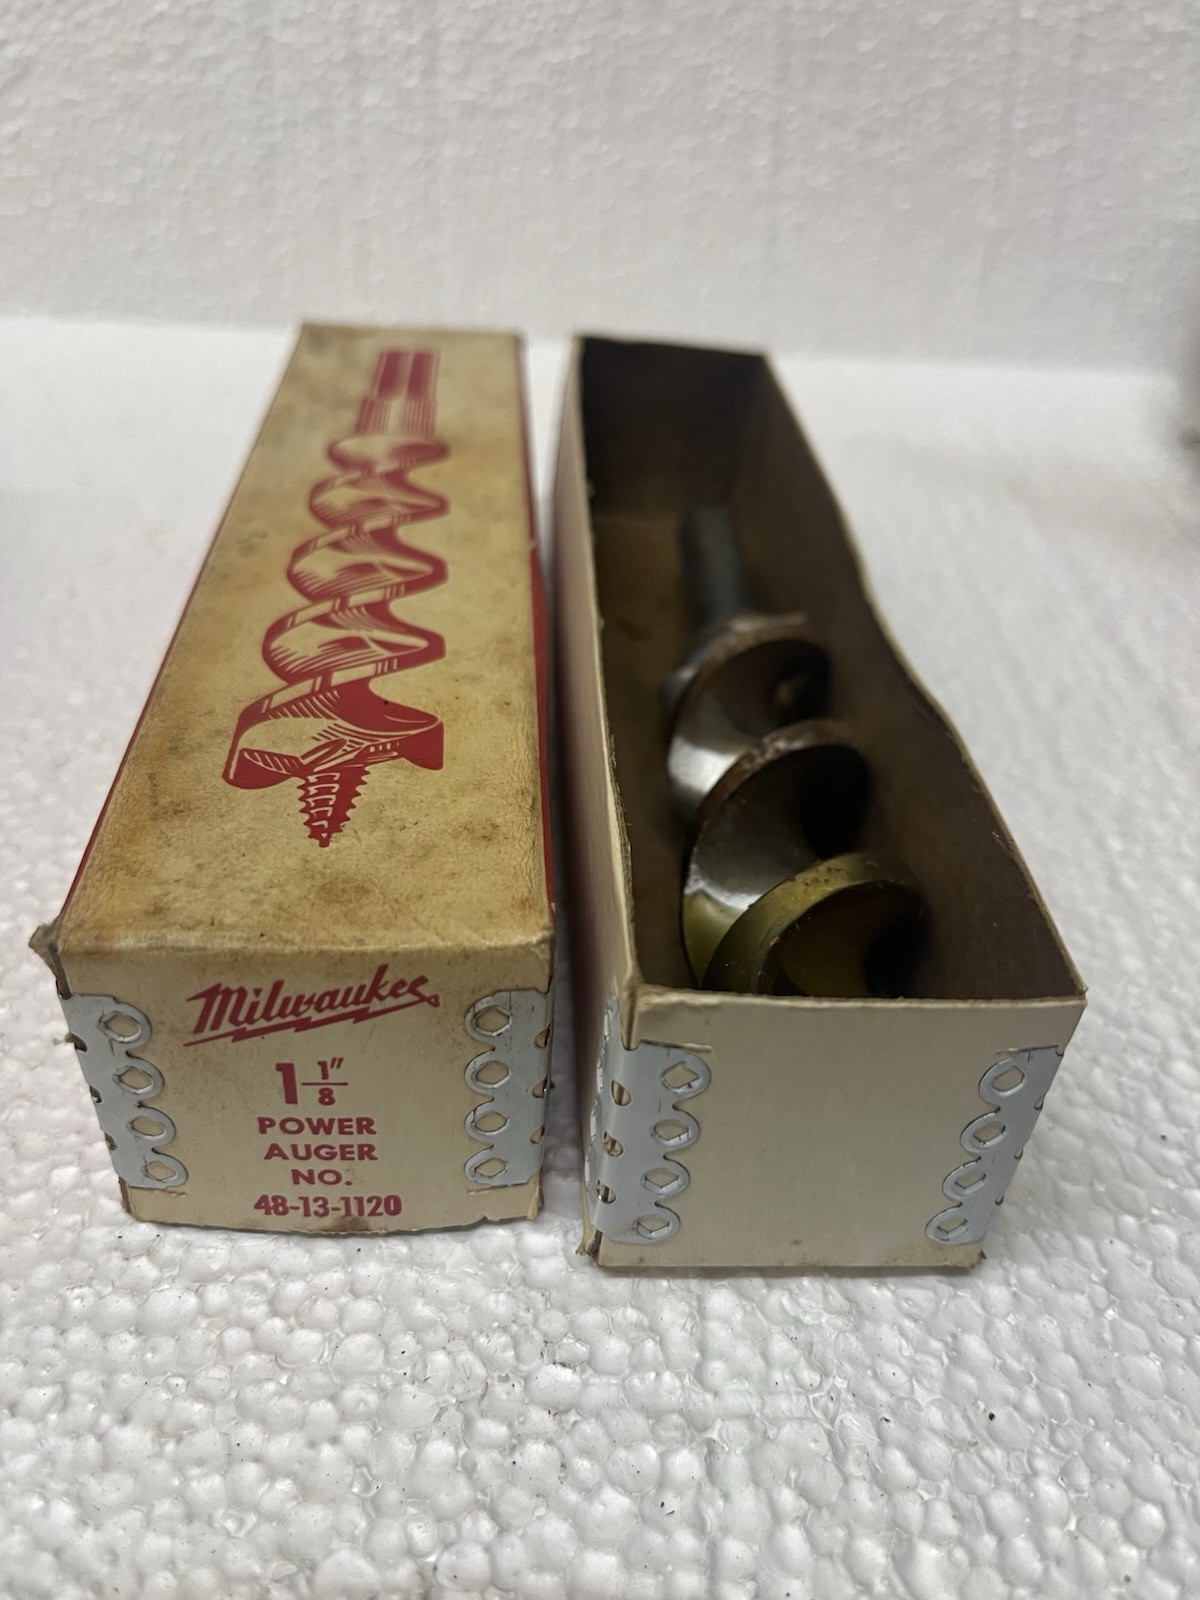 Milwaukee
1 1/8"
POWER
AUGER
NO.
48-13-1120